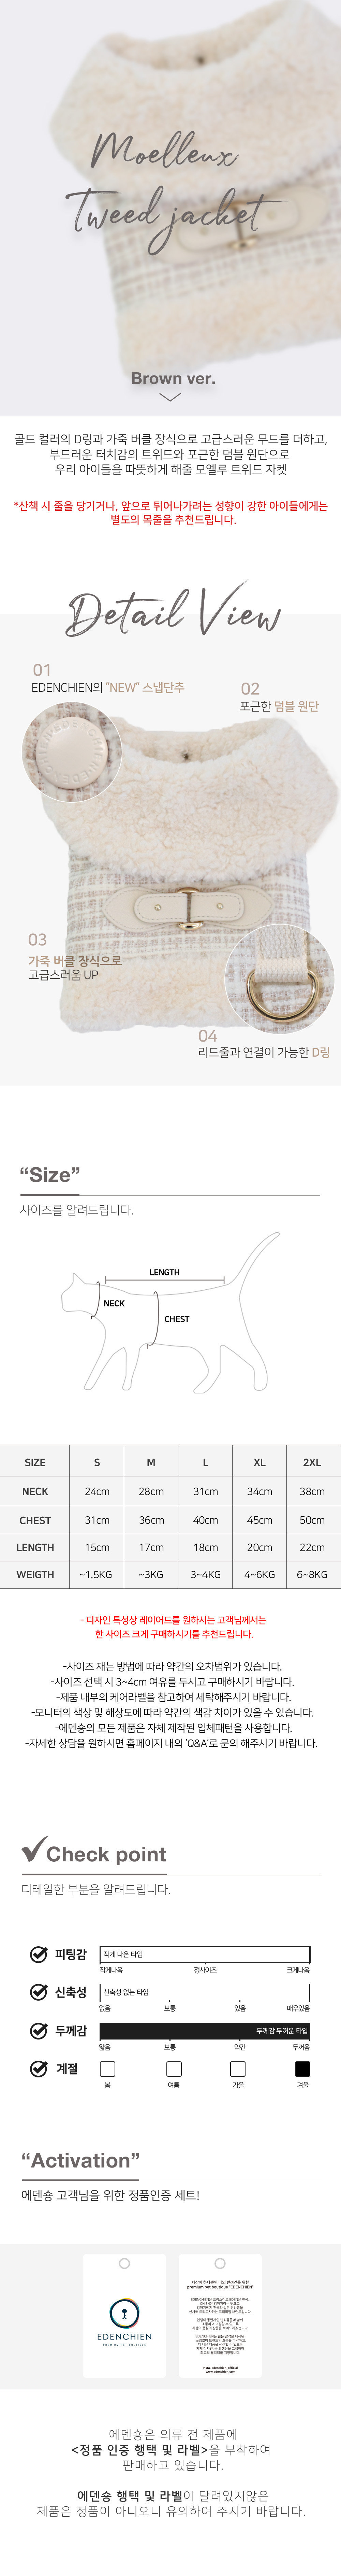 Moelleux
Tweed jacket
Brown ver.
골드 컬러의 D링과 가죽 버클 장식으로 고급스러운 무드를 더하고,
부드러운 터치감의 트위드와 포근한 덤블 원단으로
우리 아이들을 따뜻하게 해줄 모엘루 트위드 자켓
*산책 시 줄을 당기거나, 앞으로 튀어나가려는 성향이 강한 아이들에게는
별도의 목줄을 추천드립니다.
Detail View
01
EDENCHIEN의 "NEW" 스냅단추
02
포근한 덤블 원단
03
가죽 버클 장식으로
고급스러움 UP
04
리드줄과 연결이 가능한 D링
“Size”
사이즈를 알려드립니다.
LENGTH
NECK
CHEST
SIZE S M L XL 2XL
NECK 24cm 28cm 31cm 34cm 38cm
CHEST 31cm 36cm 40cm 45cm 50cm
LENGTH 15cm 17cm 18cm 20cm 22cm
WEIGTH ~1.5KG ~3KG 3~4KG 4~6KG 6~8KG
- 디자인 특성상 레이어드를 원하시는 고객님께서는
한 사이즈 크게 구매하시기를 추천드립니다.
-사이즈 재는 방법에 따라 약간의 오차범위가 있습니다.
-사이즈 선택 시 3~4cm 여유를 두시고 구매하시기 바랍니다.
-제품 내부의 케어라벨을 참고하여 세탁해주시기 바랍니다.
-모니터의 색상 및 해상도에 따라 약간의 색감 차이가 있을 수 있습니다.
-에덴숑의 모든 제품은 자체 제작된 입체패턴을 사용합니다.
-자세한 상담을 원하시면 홈페이지 내의 ‘Q&A’로 문의 해주시기 바랍니다.
Check point
디테일한 부분을 알려드립니다.
피팅감 작게 나온 타입
작게나옴 정사이즈 크게나옴
신축성 신축성 없는 타입
없음 보통 있음 매우있음
두께감 두께감 두꺼운 타입
얇음 보통 약간 두꺼움
계절
봄 여름 가을 겨울
“Activation”
에덴숑 고객님을 위한 정품인증 세트!
EDENCHIEN
PREMIUM PET BOUTIQUE
세상에 하나뿐인 나의 반려견을 위한
premium pet boutique "EDENCHIEN"
insta. edenchien_official
www.edenchien.com
에덴숑은 의류 전 제품에
<정품 인증 행택 및 라벨>을 부착하여
판매하고 있습니다.
에덴숑 행택 및 라벨이 달려있지않은
제품은 정품이 아니오니 유의하여 주시기 바랍니다.